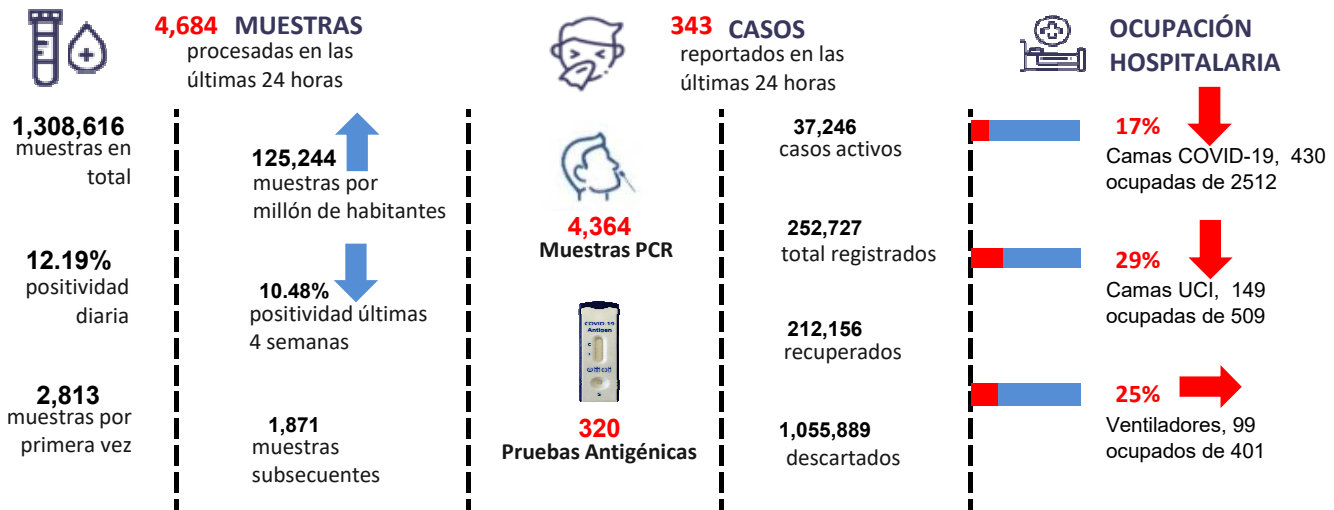 4,684 MUESTRAS
procesadas en las
últimas 24 horas
1,308,616
muestras en
total
125,244
muestras por
millón de habitantes
12.19%
positividad
diaria
10.48%
positividad últimas
4 semanas
2,813
muestras por
primera vez
1,871
muestras
subsecuentes
343 CASOS
reportados en las
últimas 24 horas
4,364
Muestras PCR
COVID-19
Antigen
C
T
S
320
Pruebas Antigénicas
37,246
casos activos
252,727
total registrados
212,156
recuperados
1,055,889
descartados
OCUPACIÓN
HOSPITALARIA
17%
Camas COVID-19, 430
ocupadas de 2512
29%
Camas UCI, 149
ocupadas de 509
25%
Ventiladores, 99
ocupados de 401